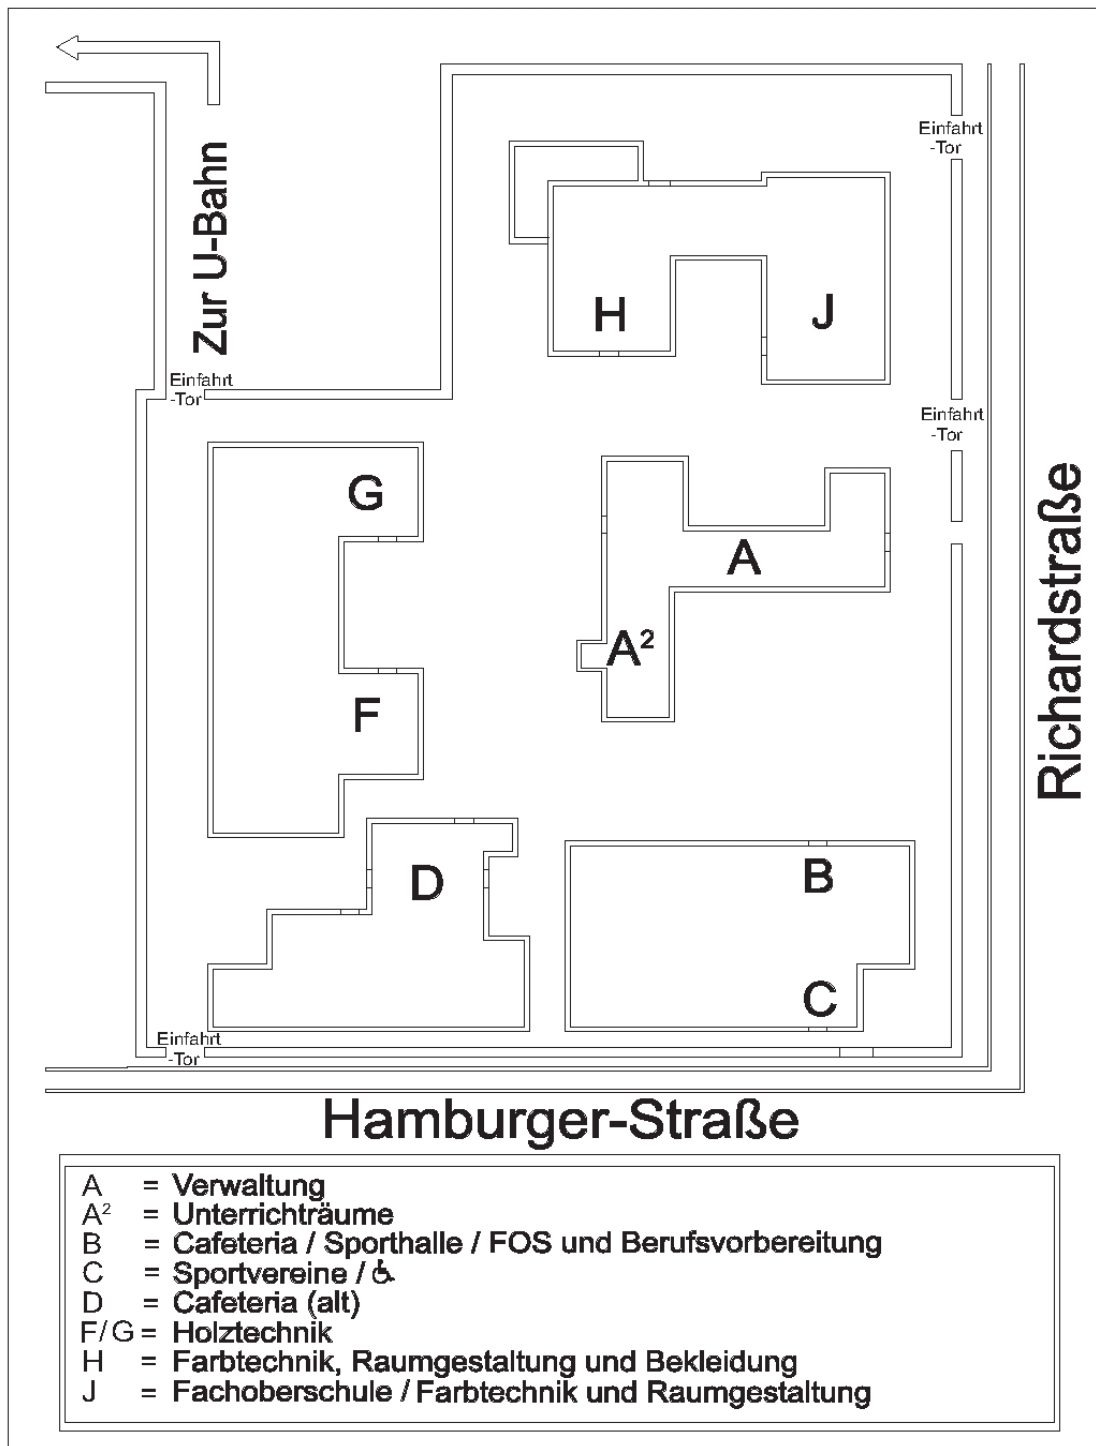 Einfahrt
-Tor
Zur U-Bahn
H
J
Einfahrt
-Tor
Einfahrt
-Tor
G
A
A²
F
Richardstraße
D
B
C
Einfahrt
-Tor
Hamburger-Straße
A = Verwaltung
A² = Unterrichträume
B = Cafeteria / Sporthalle / FOS und Berufsvorbereitung
C = Sportvereine / ♿
D = Cafeteria (alt)
F/G = Holztechnik
H = Farbtechnik, Raumgestaltung und Bekleidung
J = Fachoberschule / Farbtechnik und Raumgestaltung